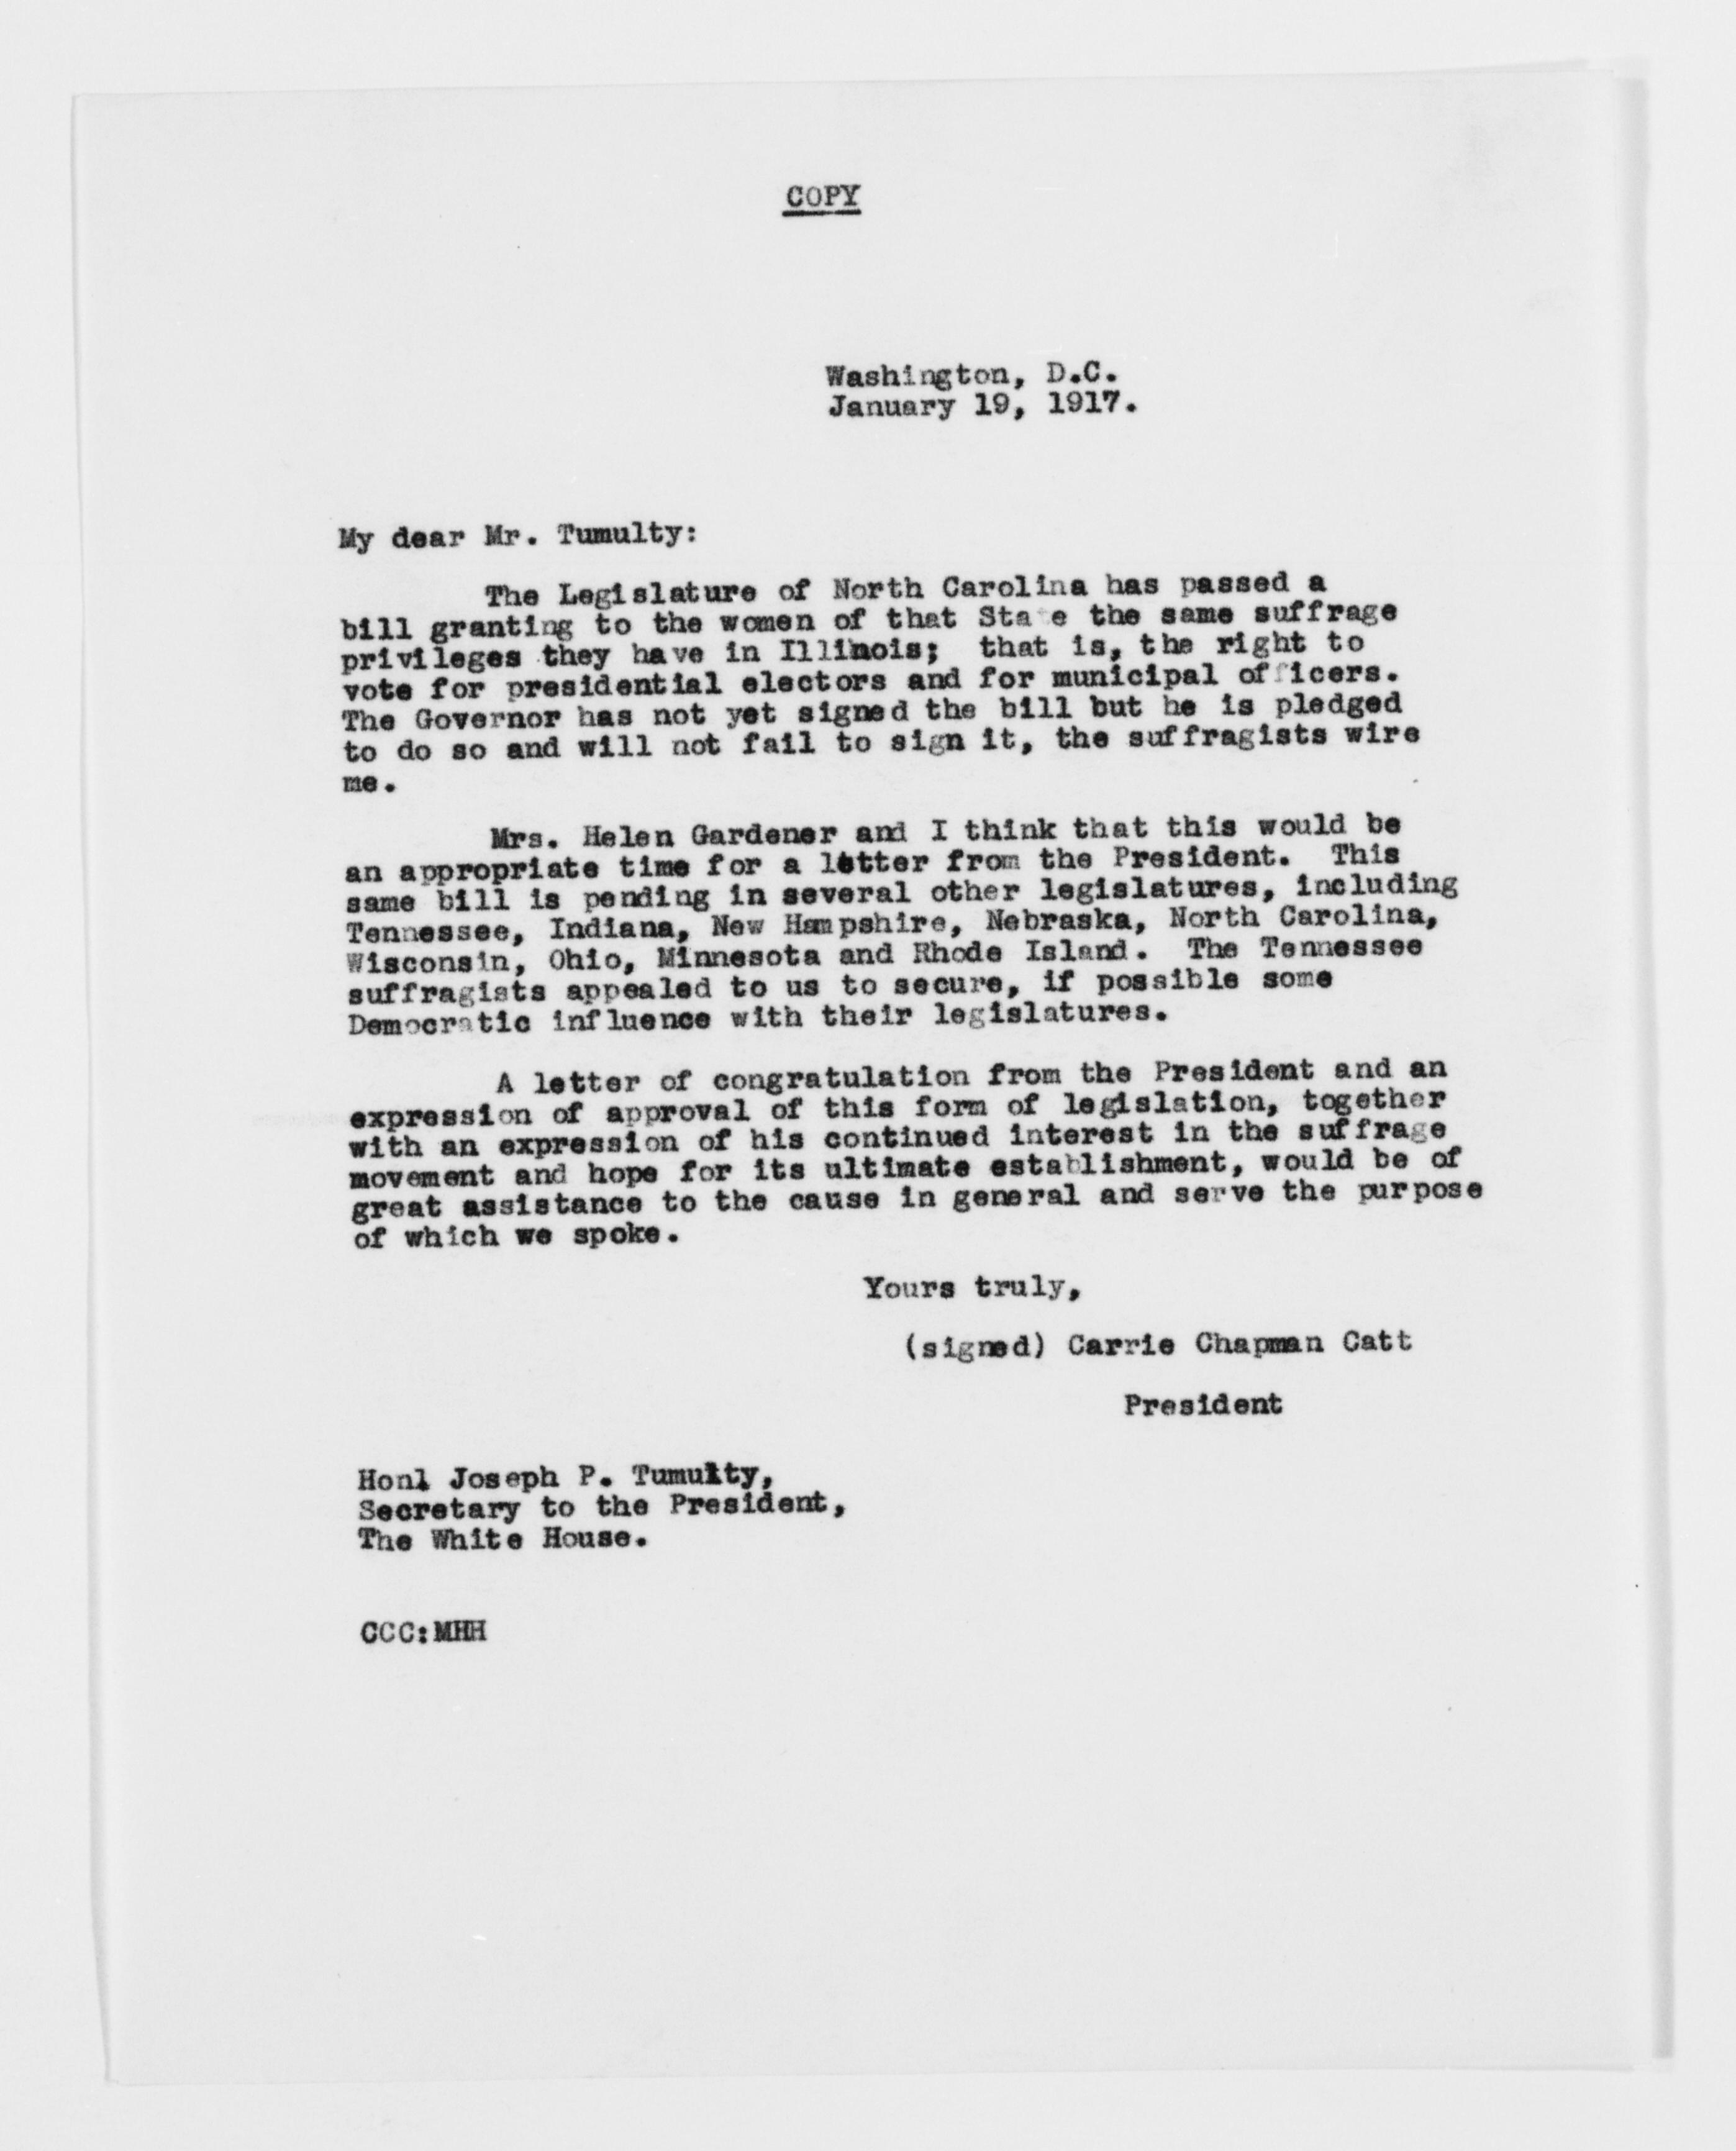 COPY
Washington, D.C.
January 19, 1917.
My dear Mr. Tumulty:
The Legislature of North Carolina has passed a
bill granting to the women of that State the same suffrage
privileges they have in Illinois; that is, the right to
vote for presidential electors and for municipal officers.
The Governor has not yet signed the bill but he is pledged
to do so and will not fail to sign it, the suffragists wire
me.
Mrs. Helen Gardener and I think that this would be
an appropriate time for a letter from the President. This
same bill is pending in several other legislatures, including
Tennessee, Indiana, New Hampshire, Nebraska, North Carolina,
Wisconsin, Ohio, Minnesota and Rhode Island. The Tennessee
suffragists appealed to us to secure, if possible some
Democratic influence with their legislatures.
A letter of congratulation from the President and an
expression of approval of this form of legislation, together
with an expression of his continued interest in the suffrage
movement and hope for its ultimate establishment, would be of
great assistance to the cause in general and serve the purpose
of which we spoke.
Yours truly,
(signed) Carrie Chapman Catt
President
Honl Joseph P. Tumulty,
Secretary to the President,
The White House.
CCC:MHH